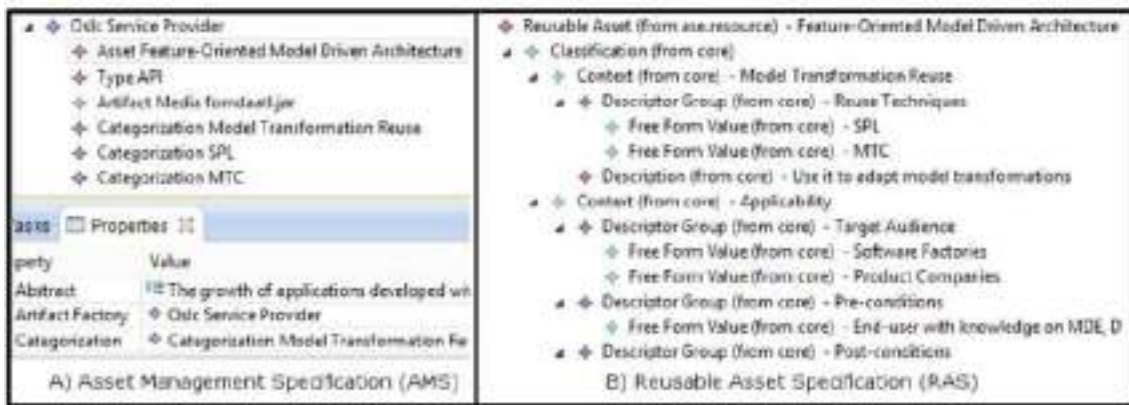 Oslc Service Provider
Asset Feature-Oriented Model Driven Architecture
Type API
Artifact Media
Categorization Model Transformation Reuse
Categorization SPL
Categorization MTC
Properties
perty Value
Abstract The growth of applications developed wit
Artifact Factory Oslc Service Provider
Categorization Categorization Model Transformation Re
A) Asset Management Specification (AMS)
Reusable Asset (from ase.resource) - Feature-Oriented Model Driven Architecture
Classification (from core)
Context (from core) - Model Transformation Reuse
Descriptor Group (from core) - Reuse Techniques
Free Form Value (from core) - SPL
Free Form Value (from core) - MTC
Description (from core) - Use it to adapt model transformations
Context (from core) - Applicability
Descriptor Group (from core) - Target Audience
Free Form Value (from core) - Software Factories
Free Form Value (from core) - Product Companies
Descriptor Group (from core) - Pre-conditions
Free Form Value (from core) - End-user with knowledge on MDE, D
Descriptor Group (from core) - Post-conditions
B) Reusable Asset Specification (RAS)